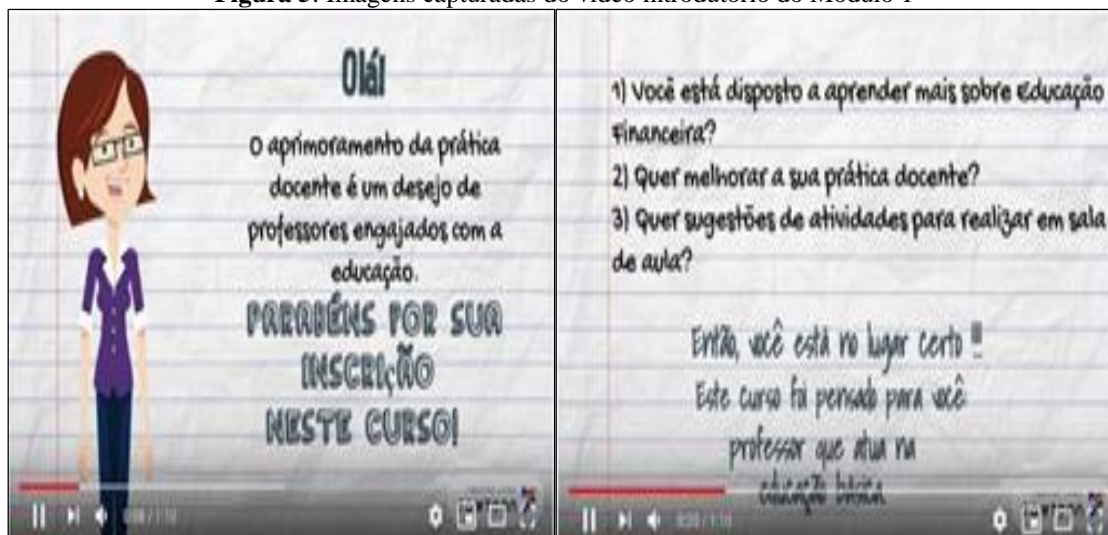 Figura 5: Imagens capturadas do vídeo introdutório do Módulo 1
Olá!
O aprimoramento da prática
docente é um desejo de
professores engajados com a
educação.
PARABÉNS POR SUA
INSCRIÇÃO
NESTE CURSO!
1) Você está disposto a aprender mais sobre Educação
Financeira?
2) Quer melhorar a sua prática docente?
3) Quer sugestões de atividades para realizar em sala
de aula?
Então, você está no lugar certo !!!
Este curso foi pensado para você
professor que atua na
educação básica